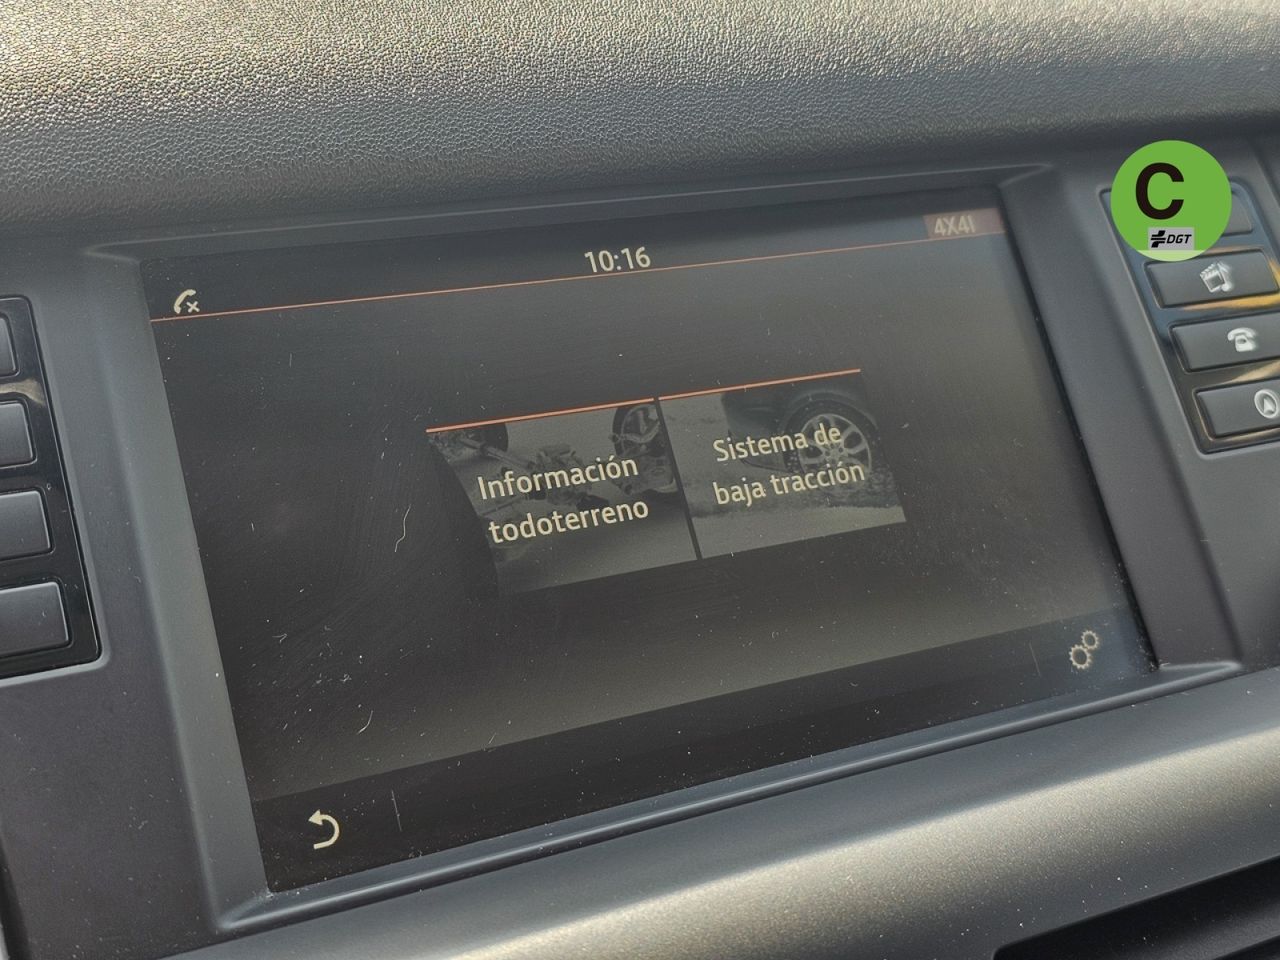 C
DGT
10:16
4X4I
Información
todoterreno
Sistema de
baja tracción